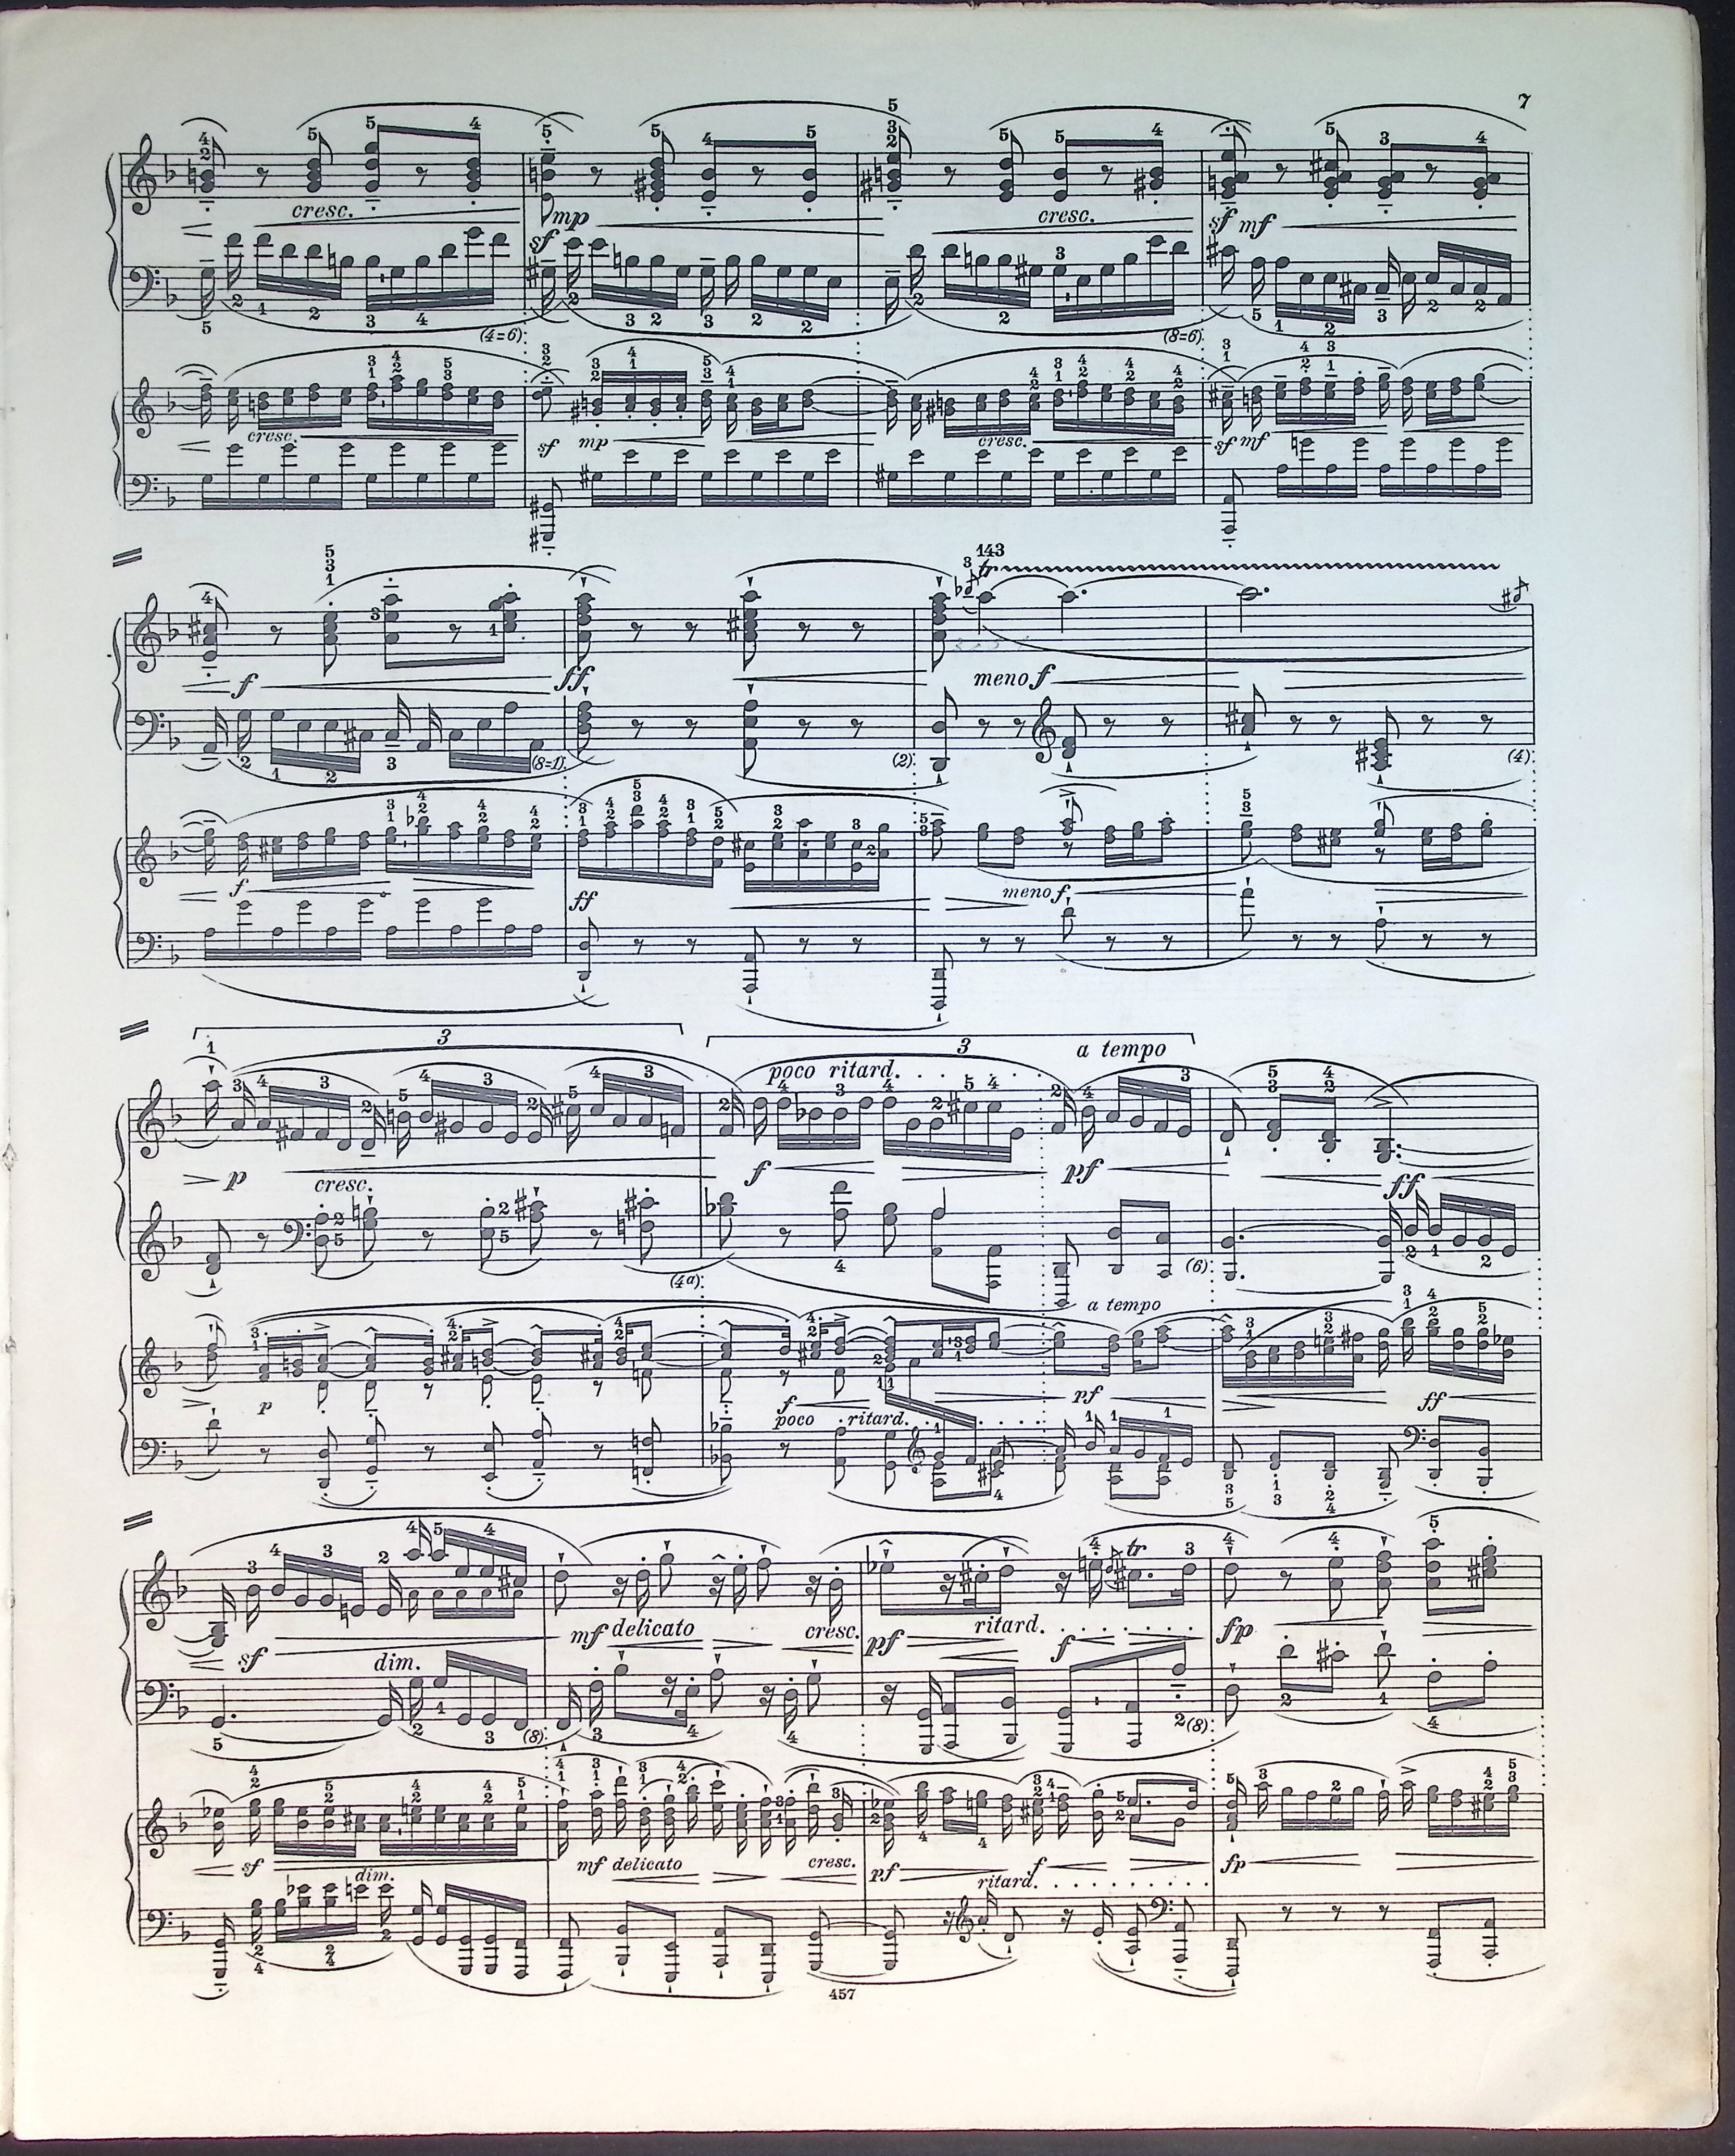 7
cresc.
mp
cresc.
sf
mf
sf
(4=6)
(8=6)
cresc.
sf
mp
cresc.
sf mf
143
tr
f
ff
meno f
(8=1)
(2)
(4)
f
ff
meno f
3
3
a tempo
poco ritard. . . . . .
p
cresc.
f
pf
ff
(4a)
(6)
a tempo
p
f
pf
ff
poco ritard. . . . . .
tr
sf
dim.
mf delicato
cresc.
pf
ritard. . . . . . .
f
fp
(8)
(8)
sf
dim.
mf delicato
cresc.
pf
ritard. . . . . . . . .
f
fp
457